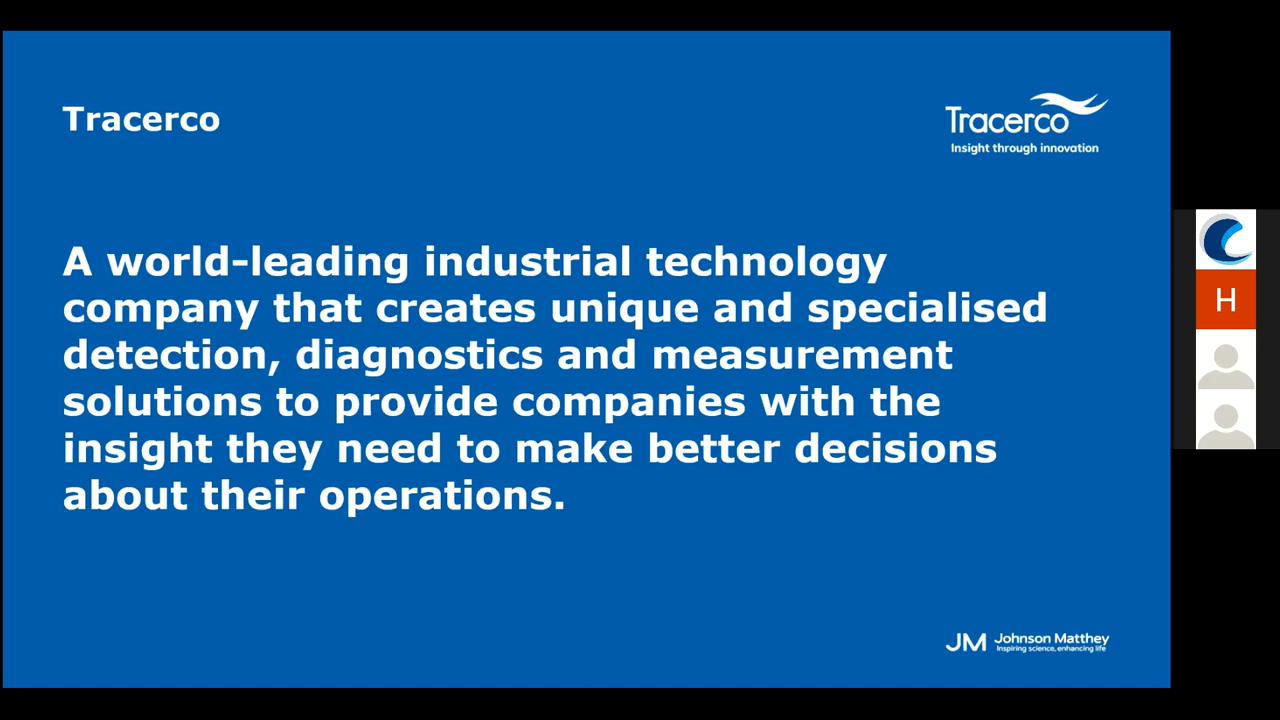 Tracerco
Tracerco
Insight through innovation
A world-leading industrial technology
company that creates unique and specialised
detection, diagnostics and measurement
solutions to provide companies with the
insight they need to make better decisions
about their operations.
H
JM Johnson Matthey
Inspiring science, enhancing life